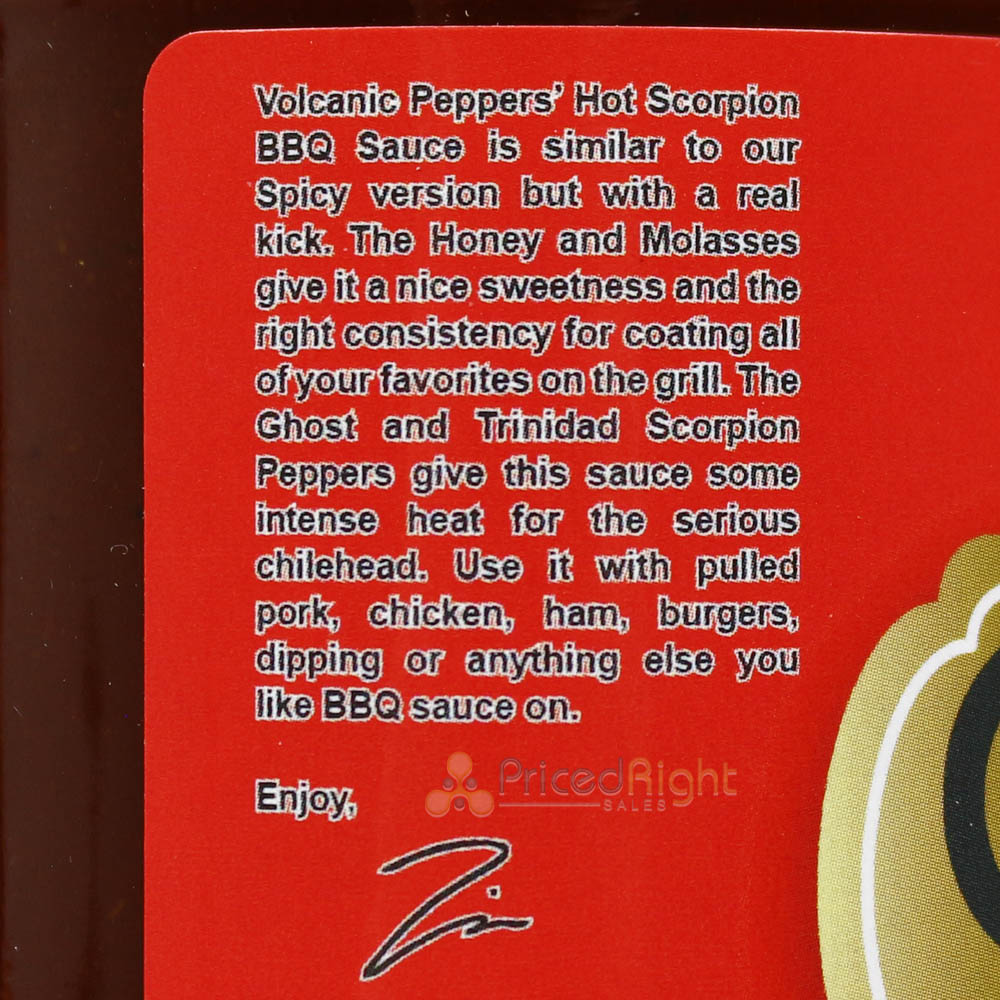 Volcanic Peppers’ Hot Scorpion
BBQ Sauce is similar to our
Spicy version but with a real
kick. The Honey and Molasses
give it a nice sweetness and the
right consistency for coating all
of your favorites on the grill. The
Ghost and Trinidad Scorpion
Peppers give this sauce some
intense heat for the serious
chilehead. Use it with pulled
pork, chicken, ham, burgers,
dipping or anything else you
like BBQ sauce on.
PricedRight
SALES
Enjoy,